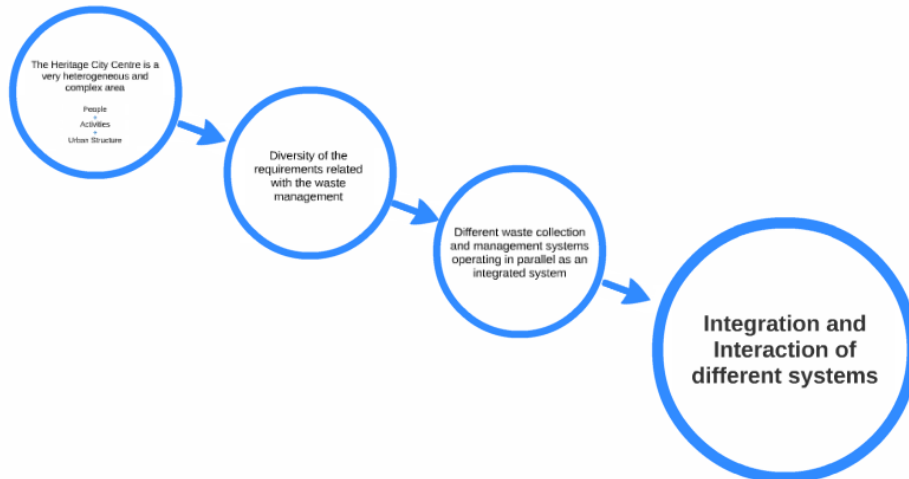 The Heritage City Centre is a
very heterogeneous and
complex area
People
+
Activities
+
Urban Structure
Diversity of the
requirements related
with the waste
management
Different waste collection
and management systems
operating in parallel as an
integrated system
Integration and
Interaction of
different systems